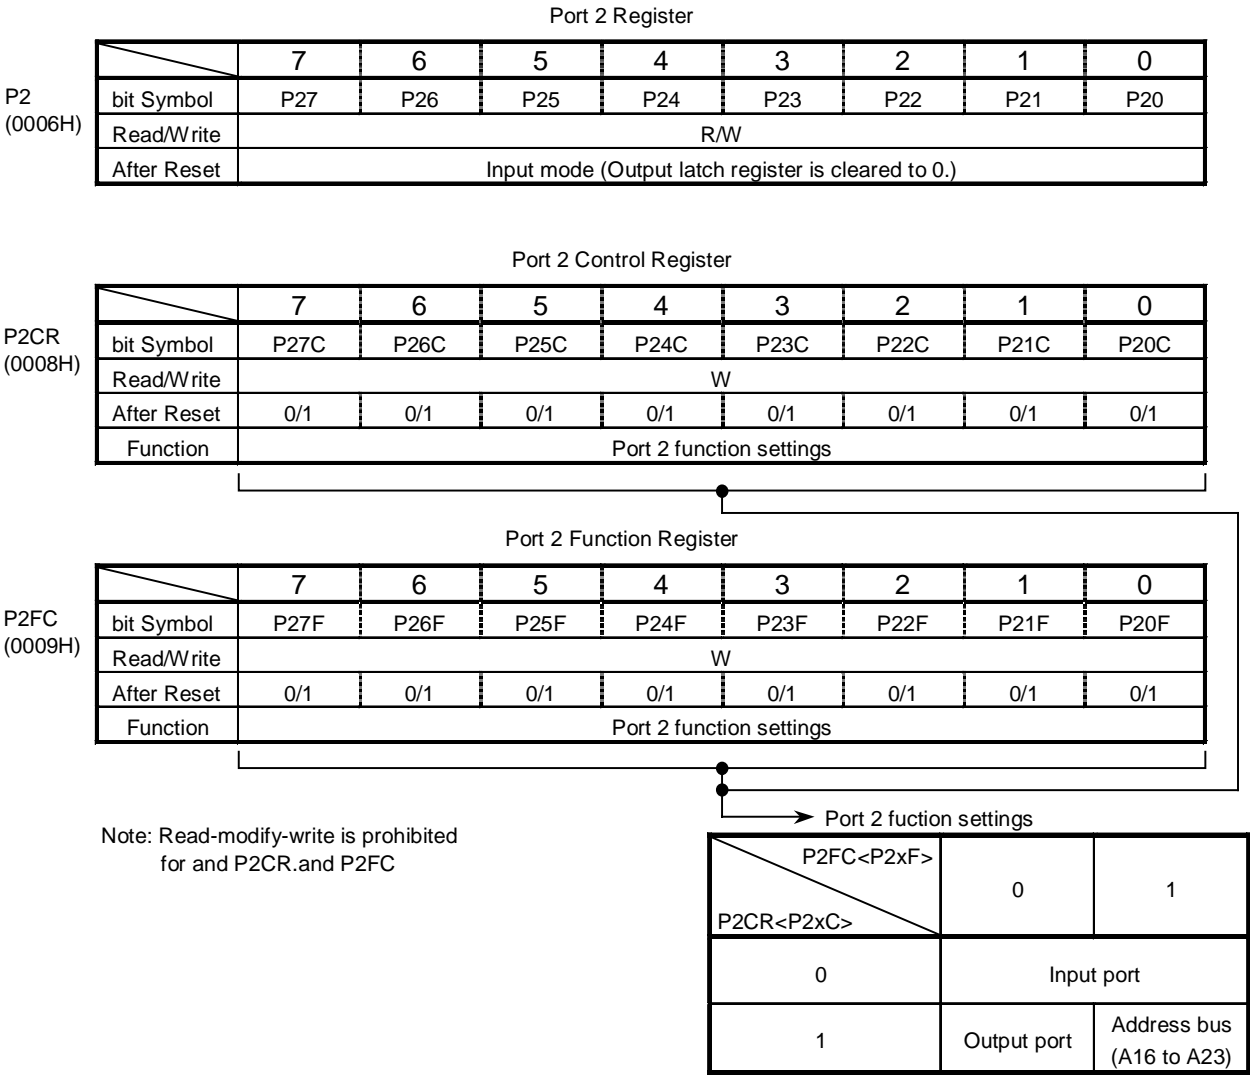 Port 2 Register
7 6 5 4 3 2 1 0
P2
(0006H)
bit Symbol P27 P26 P25 P24 P23 P22 P21 P20
Read/Write R/W
After Reset Input mode (Output latch register is cleared to 0.)
Port 2 Control Register
7 6 5 4 3 2 1 0
P2CR
(0008H)
bit Symbol P27C P26C P25C P24C P23C P22C P21C P20C
Read/Write W
After Reset 0/1 0/1 0/1 0/1 0/1 0/1 0/1 0/1
Function Port 2 function settings
Port 2 Function Register
7 6 5 4 3 2 1 0
P2FC
(0009H)
bit Symbol P27F P26F P25F P24F P23F P22F P21F P20F
Read/Write W
After Reset 0/1 0/1 0/1 0/1 0/1 0/1 0/1 0/1
Function Port 2 function settings
Note: Read-modify-write is prohibited
for and P2CR.and P2FC
Port 2 fuction settings
P2FC<P2xF> 0 1
P2CR<P2xC>
0 Input port
1 Output port Address bus
(A16 to A23)